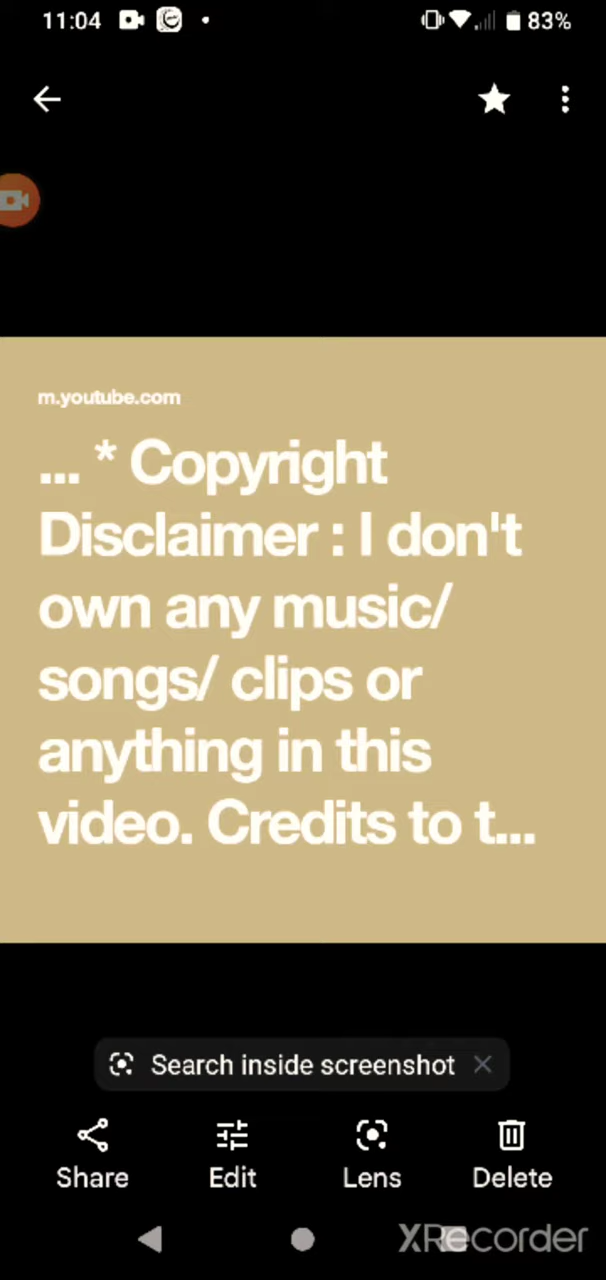 11:04
83%
m.youtube.com
... * Copyright
Disclaimer : I don't
own any music/
songs/ clips or
anything in this
video. Credits to t...
Search inside screenshot
Share Edit Lens Delete
XRecorder